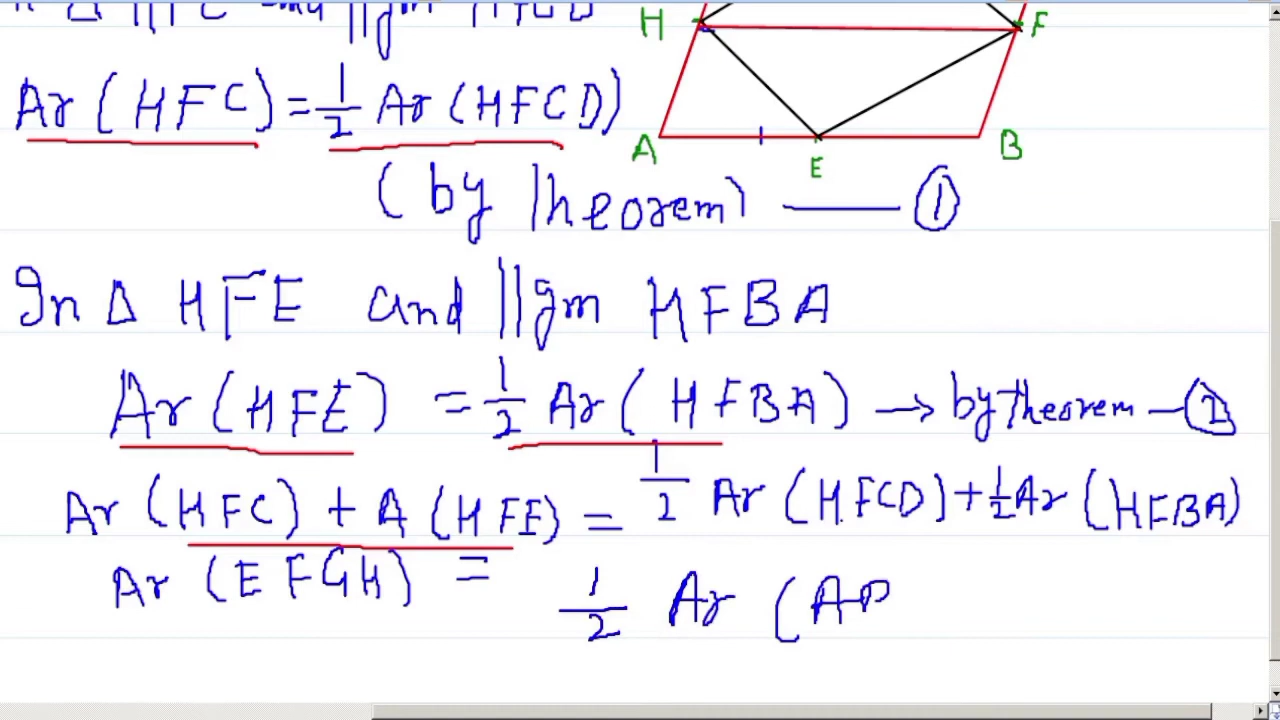 H F
Ar (HFC) = 1/2 Ar (HFCD)
A E B
(by Theorem) — ①
In Δ HFE and ||gm HFBA
Ar (HFE) = 1/2 Ar (HFBA) → by Theorem — ②
Ar (HFC) + A (HFE) = 1/2 Ar (HFCD) + 1/2 Ar (HFBA)
Ar (EFGH) = 1/2 Ar (A